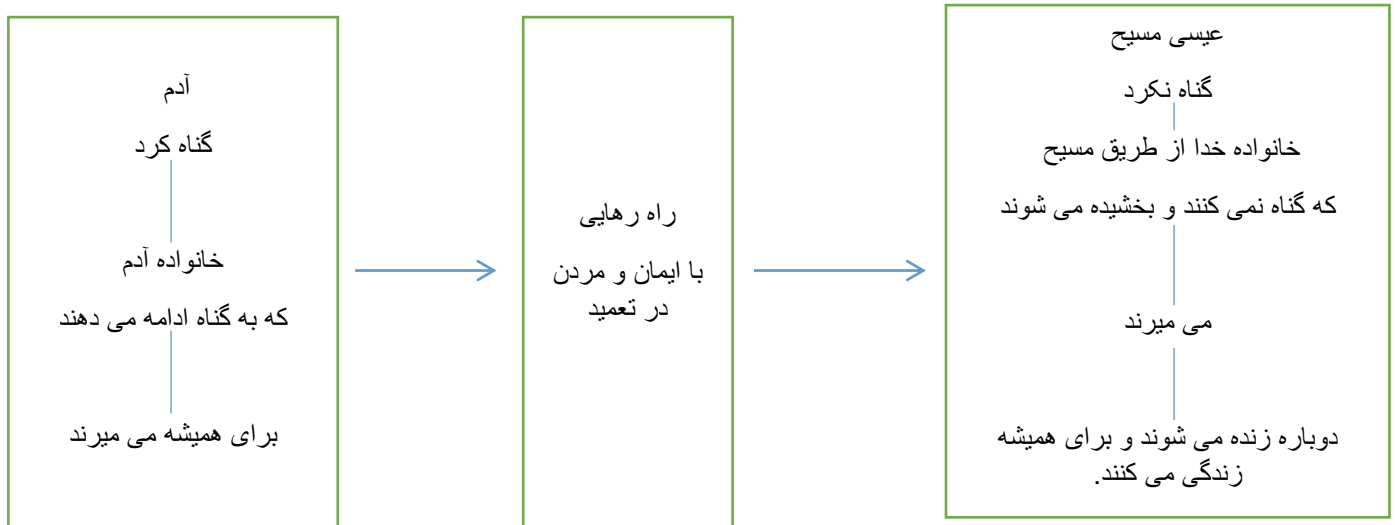 آدم
گناه کرد
خانواده آدم
که به گناه ادامه می دهند
برای همیشه می میرند
راه رهایی
با ایمان و مردن
در تعمید
عیسی مسیح
گناه نکرد
خانواده خدا از طریق مسیح
که گناه نمی کنند و بخشیده می شوند
می میرند
دوباره زنده می شوند و برای همیشه
زندگی می کنند.